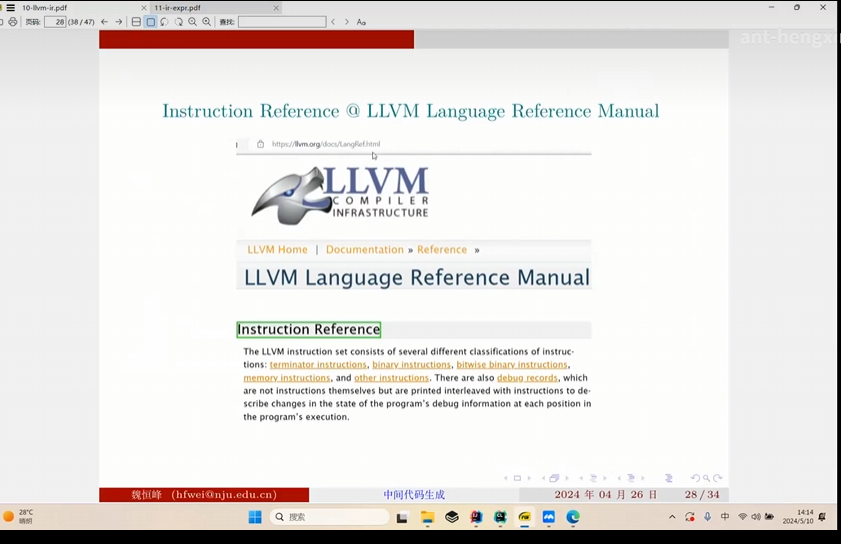 10-llvm-ir.pdf
11-ir-expr.pdf
页码: 28 (38 / 47)
查找:
Aa
ant-hengxin
Instruction Reference @ LLVM Language Reference Manual
https://llvm.org/docs/LangRef.html
LLVM
COMPILER
INFRASTRUCTURE
LLVM Home | Documentation » Reference »
LLVM Language Reference Manual
Instruction Reference
The LLVM instruction set consists of several different classifications of instruc-
tions: terminator instructions, binary instructions, bitwise binary instructions,
memory instructions, and other instructions. There are also debug records, which
are not instructions themselves but are printed interleaved with instructions to de-
scribe changes in the state of the program's debug information at each position in
the program's execution.
魏恒峰 (hfwei@nju.edu.cn)
中间代码生成
2024 年 04 月 26 日
28 / 34
28°C
晴朗
搜索
中
14:14
2024/5/10